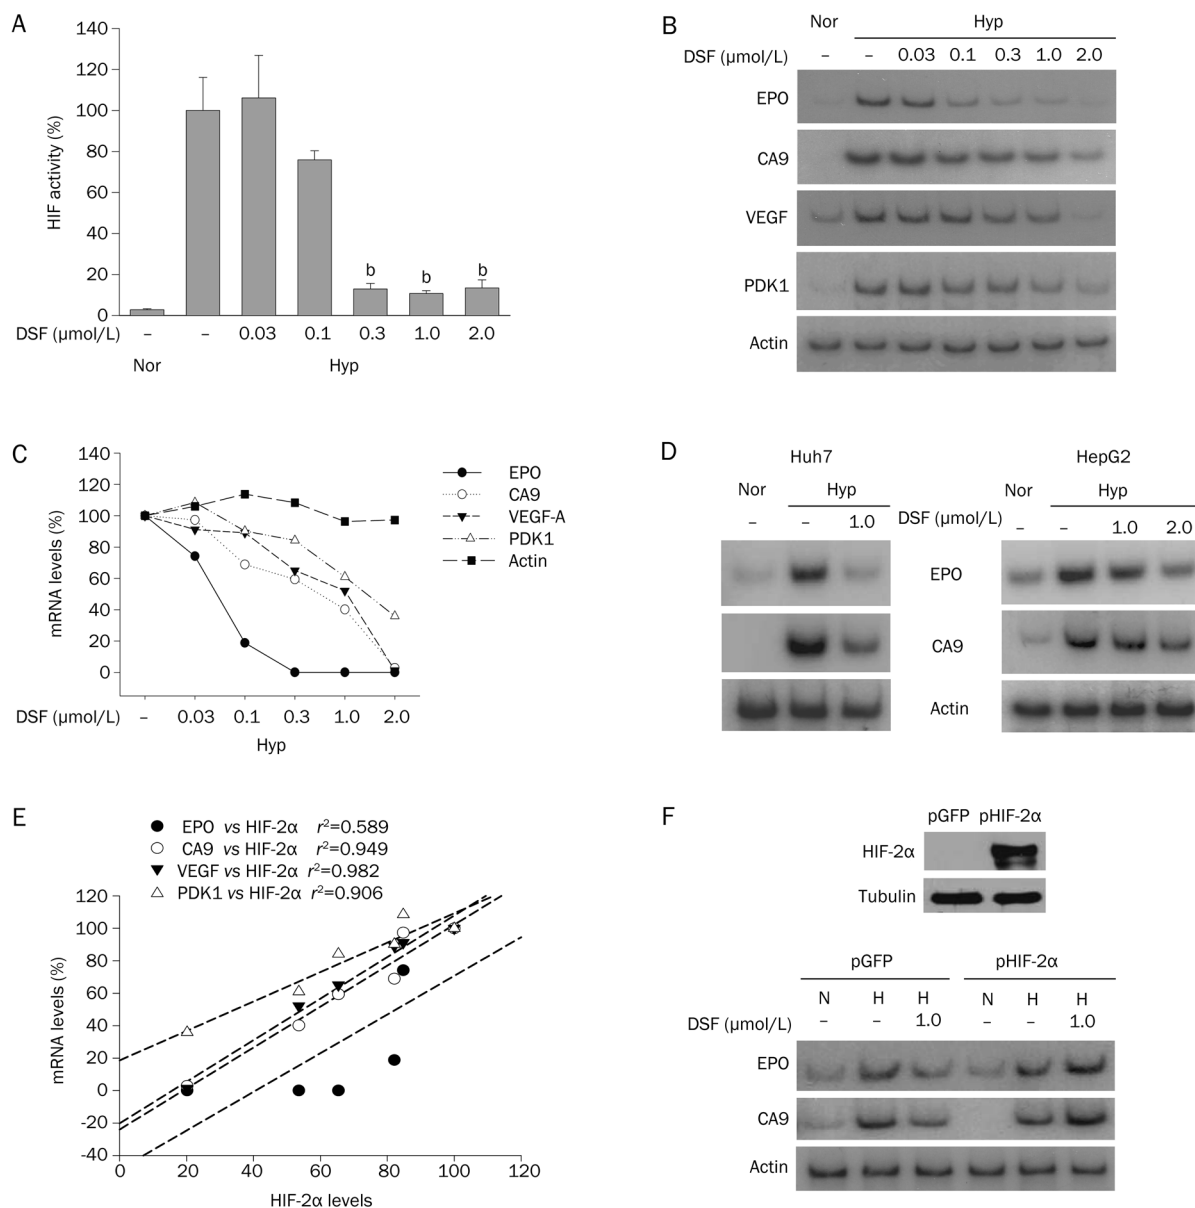 A
140
120
100
80
60
40
20
0
HIF activity (%)
b b b
DSF (μmol/L) – – 0.03 0.1 0.3 1.0 2.0
Nor Hyp
B
Nor Hyp
DSF (μmol/L) – – 0.03 0.1 0.3 1.0 2.0
EPO
CA9
VEGF
PDK1
Actin
C
140
120
100
80
60
40
20
0
mRNA levels (%)
EPO
CA9
VEGF-A
PDK1
Actin
DSF (μmol/L) – 0.03 0.1 0.3 1.0 2.0
Hyp
D
Huh7 HepG2
Nor Hyp Nor Hyp
– – 1.0 DSF (μmol/L) – – 1.0 2.0
EPO
CA9
Actin
E
EPO vs HIF-2α r²=0.589
CA9 vs HIF-2α r²=0.949
VEGF vs HIF-2α r²=0.982
PDK1 vs HIF-2α r²=0.906
120
100
80
60
40
20
0
-20
-40
mRNA levels (%)
0 20 40 60 80 100 120
HIF-2α levels
F
pGFP pHIF-2α
HIF-2α
Tubulin
pGFP pHIF-2α
N H H N H H
DSF (μmol/L) – – 1.0 – – 1.0
EPO
CA9
Actin